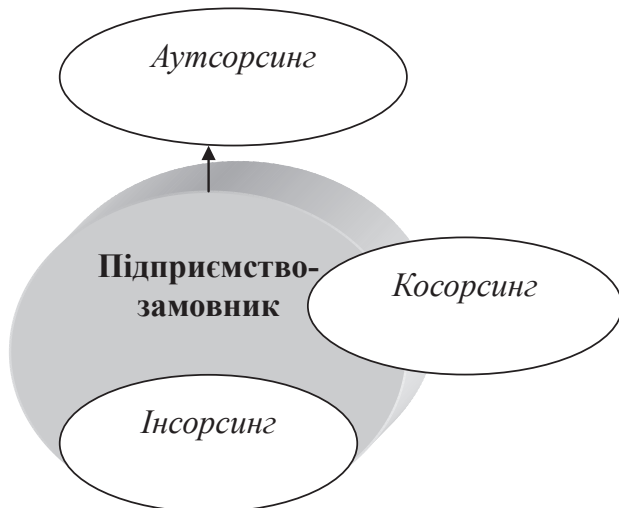 Аутсорсинг
Підприємство-
замовник
Косорсинг
Інсорсинг